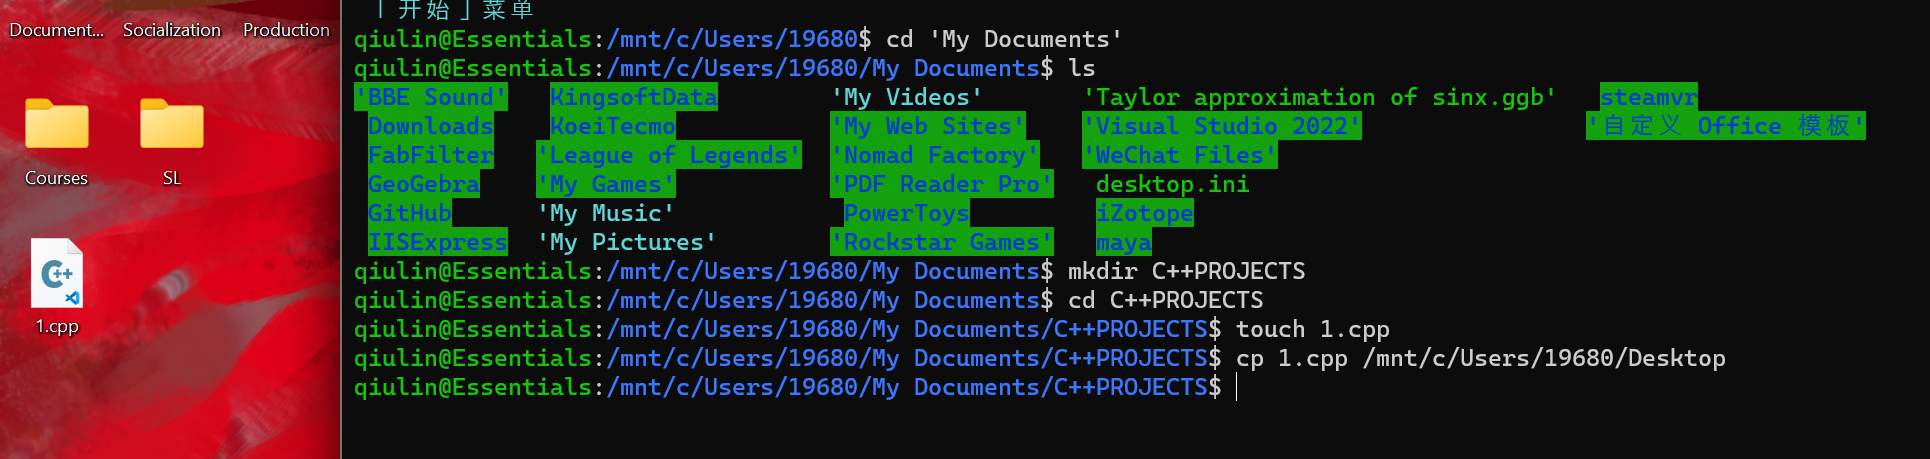 Document... Socialization Production
Courses SL
C++
1.cpp
「开始」菜单
qiulin@Essentials:/mnt/c/Users/19680$ cd 'My Documents'
qiulin@Essentials:/mnt/c/Users/19680/My Documents$ ls
'BBE Sound' KingsoftData 'My Videos' 'Taylor approximation of sinx.ggb' steamvr
Downloads KoeiTecmo 'My Web Sites' 'Visual Studio 2022' '自定义 Office 模板'
FabFilter 'League of Legends' 'Nomad Factory' 'WeChat Files'
GeoGebra 'My Games' 'PDF Reader Pro' desktop.ini
GitHub 'My Music' PowerToys iZotope
IISExpress 'My Pictures' 'Rockstar Games' maya
qiulin@Essentials:/mnt/c/Users/19680/My Documents$ mkdir C++PROJECTS
qiulin@Essentials:/mnt/c/Users/19680/My Documents$ cd C++PROJECTS
qiulin@Essentials:/mnt/c/Users/19680/My Documents/C++PROJECTS$ touch 1.cpp
qiulin@Essentials:/mnt/c/Users/19680/My Documents/C++PROJECTS$ cp 1.cpp /mnt/c/Users/19680/Desktop
qiulin@Essentials:/mnt/c/Users/19680/My Documents/C++PROJECTS$